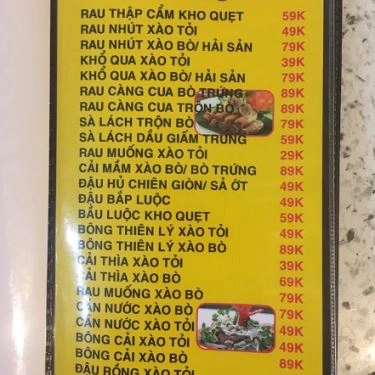 RAU THẬP CẨM KHO QUẸT 59K
RAU NHÚT XÀO TỎI 49K
RAU NHÚT XÀO BÒ/ HẢI SẢN 79K
KHỔ QUA XÀO TỎI 39K
KHỔ QUA XÀO BÒ/ HẢI SẢN 79K
RAU CÀNG CUA BÒ TRỨNG 89K
RAU CÀNG CUA TRỘN BÒ 89K
SÀ LÁCH TRỘN BÒ 79K
SÀ LÁCH DẦU GIẤM TRỨNG 59K
RAU MUỐNG XÀO TỎI 29K
CẢI MẦM XÀO BÒ/ BÒ TRỨNG 89K
ĐẬU HỦ CHIÊN GIÒN/ SẢ ỚT 49K
ĐẬU BẮP LUỘC 49K
BẦU LUỘC KHO QUẸT 59K
BÔNG THIÊN LÝ XÀO TỎI 49K
BÔNG THIÊN LÝ XÀO BÒ 89K
CẢI THÌA XÀO TỎI 39K
CẢI THÌA XÀO BÒ 69K
RAU MUỐNG XÀO BÒ 79K
CẦN NƯỚC XÀO BÒ 79K
CẦN NƯỚC XÀO TỎI 49K
BÔNG CẢI XÀO TỎI 49K
BÔNG CẢI XÀO BÒ 89K
ĐẬU RỒNG XÀO TỎI